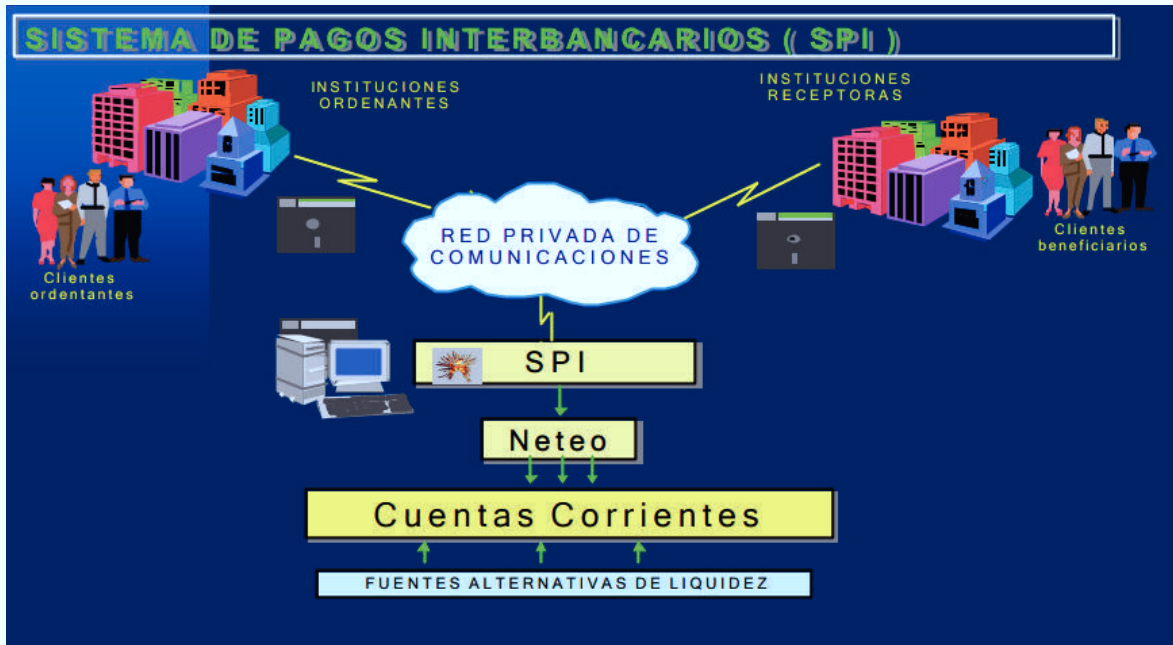 SISTEMA DE PAGOS INTERBANCARIOS ( SPI )
INSTITUCIONES
ORDENANTES
INSTITUCIONES
RECEPTORAS
RED PRIVADA DE
COMUNICACIONES
Clientes
ordentantes
Clientes
beneficiarios
SPI
Neteo
Cuentas Corrientes
FUENTES ALTERNATIVAS DE LIQUIDEZ